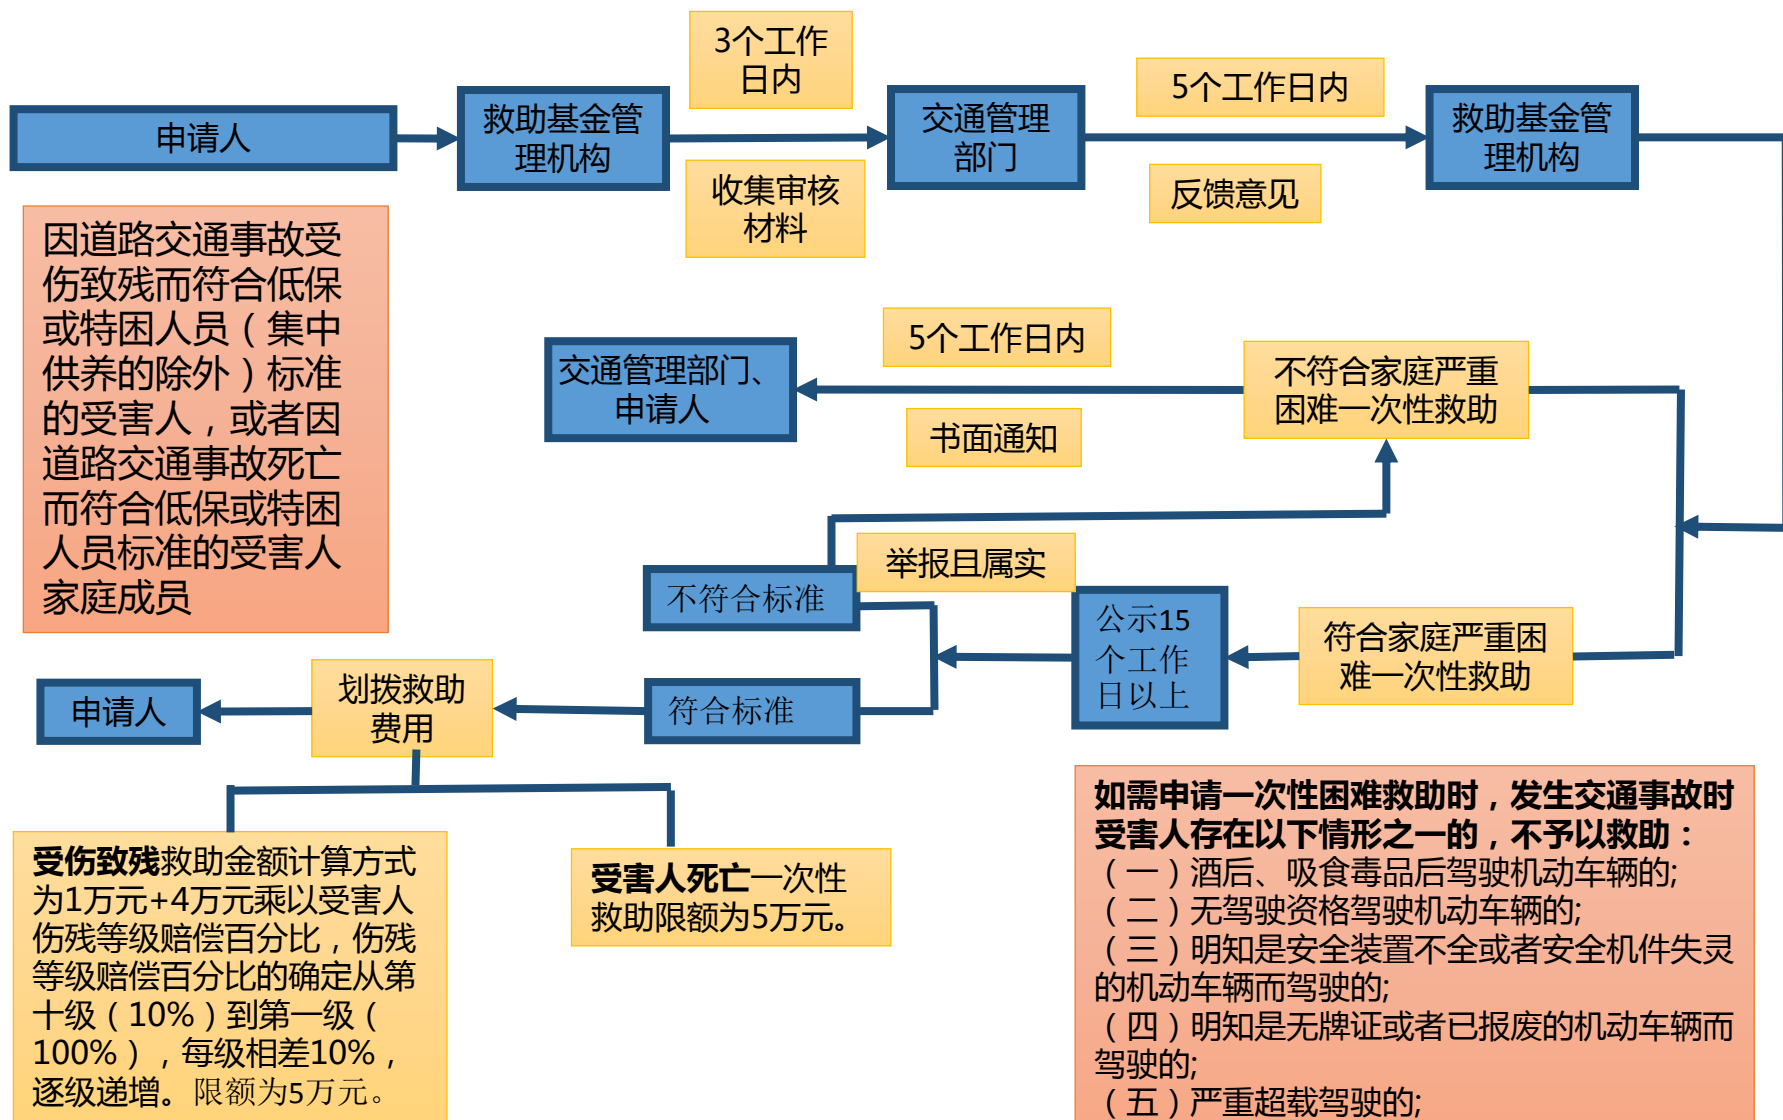 3个工作
日内
5个工作日内
申请人
救助基金管
理机构
交通管理
部门
救助基金管
理机构
收集审核
材料
反馈意见
因道路交通事故受
伤致残而符合低保
或特困人员（集中
供养的除外）标准
的受害人，或者因
道路交通事故死亡
而符合低保或特困
人员标准的受害人
家庭成员
5个工作日内
交通管理部门、
申请人
不符合家庭严重
困难一次性救助
书面通知
举报且属实
不符合标准
公示15
个工作
日以上
符合家庭严重困
难一次性救助
申请人
划拨救助
费用
符合标准
受伤致残救助金额计算方式
为1万元+4万元乘以受害人
伤残等级赔偿百分比，伤残
等级赔偿百分比的确定从第
十级（10%）到第一级（
100%），每级相差10%，
逐级递增。限额为5万元。
受害人死亡一次性
救助限额为5万元。
如需申请一次性困难救助时，发生交通事故时
受害人存在以下情形之一的，不予以救助：
（一）酒后、吸食毒品后驾驶机动车辆的;
（二）无驾驶资格驾驶机动车辆的;
（三）明知是安全装置不全或者安全机件失灵
的机动车辆而驾驶的;
（四）明知是无牌证或者已报废的机动车辆而
驾驶的;
（五）严重超载驾驶的;